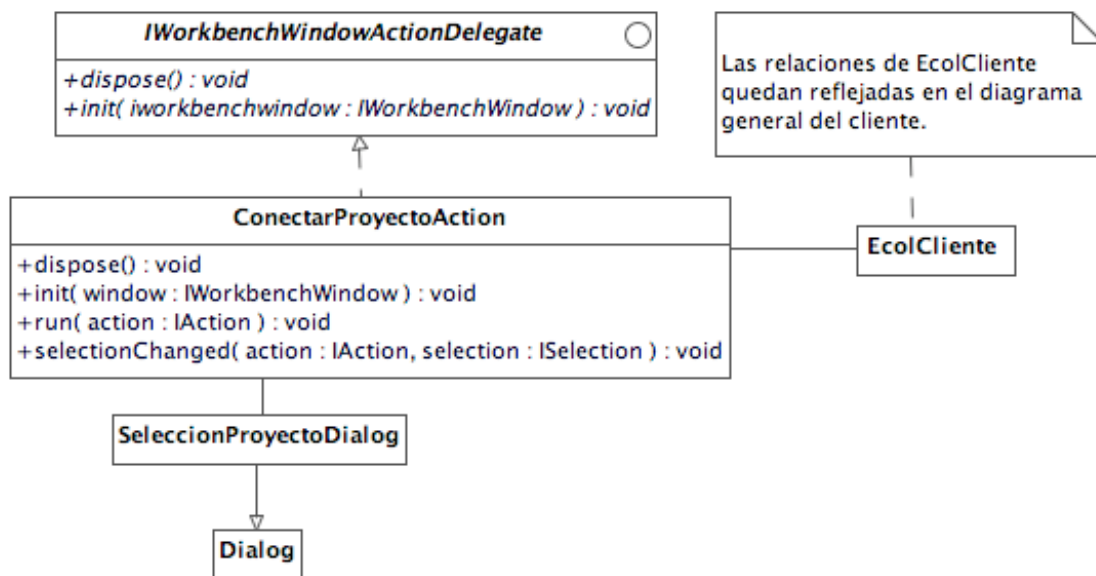 IWorkbenchWindowActionDelegate
+dispose() : void
+init( iworkbenchwindow : IWorkbenchWindow ) : void
Las relaciones de EcolCliente
quedan reflejadas en el diagrama
general del cliente.
ConectarProyectoAction
+dispose() : void
+init( window : IWorkbenchWindow ) : void
+run( action : IAction ) : void
+selectionChanged( action : IAction, selection : ISelection ) : void
EcolCliente
SeleccionProyectoDialog
Dialog